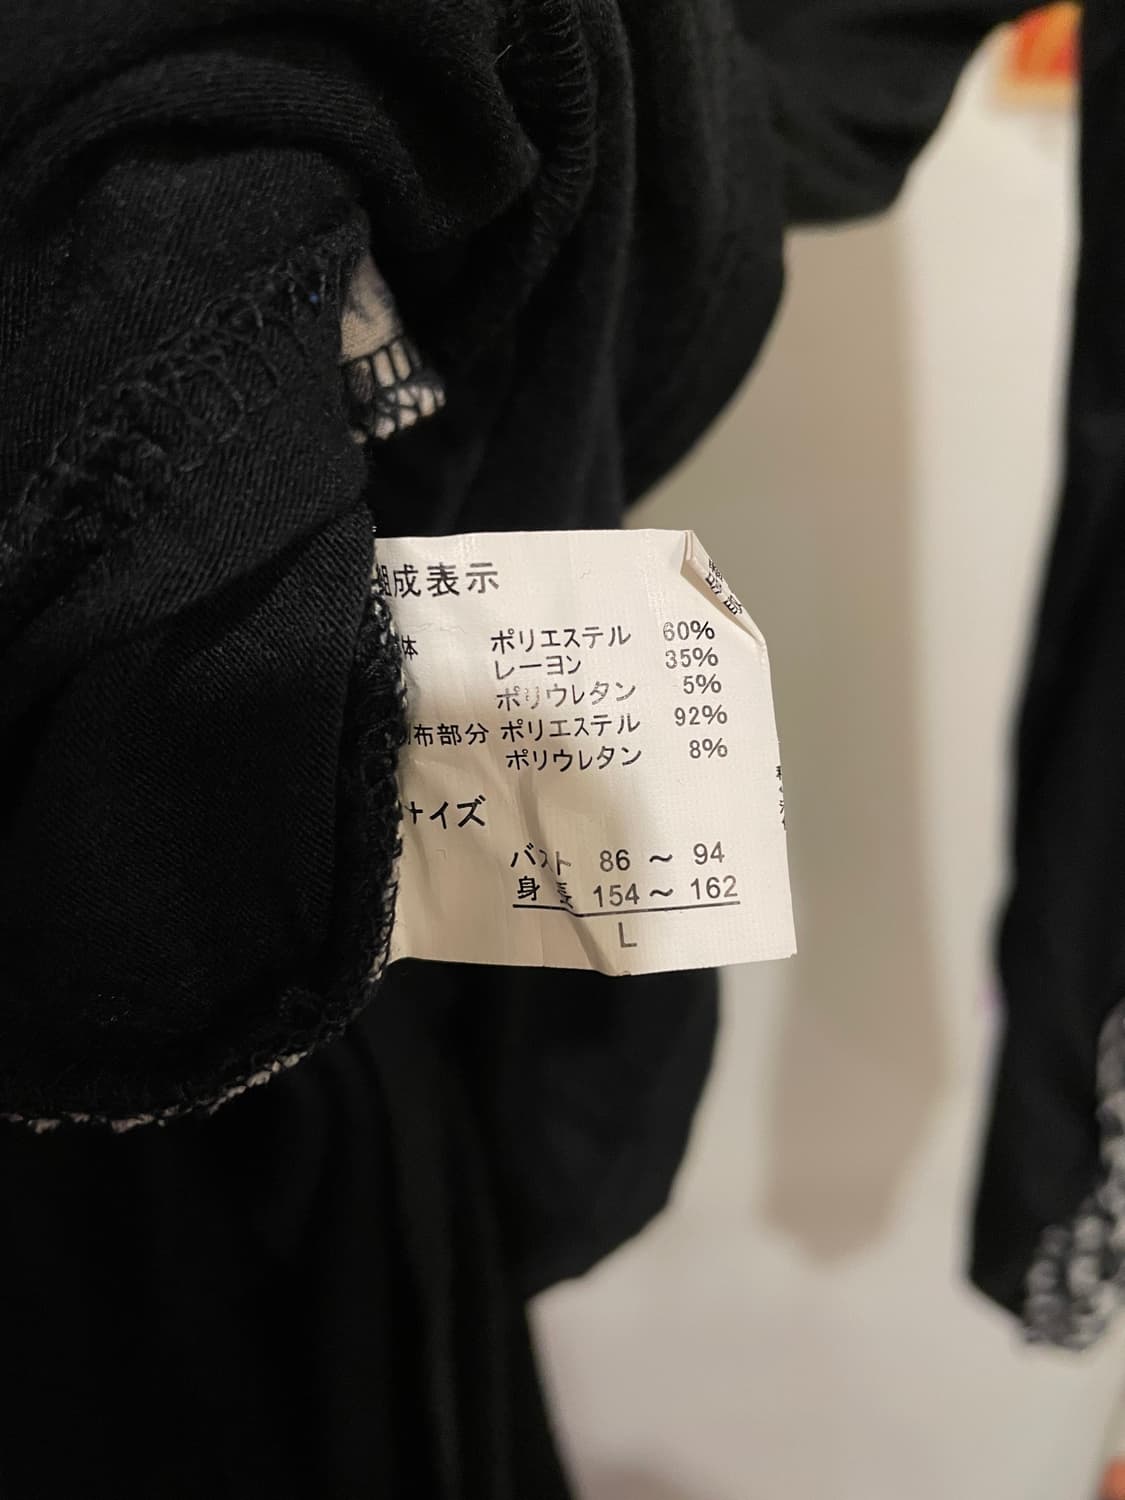 組成表示
体 ポリエステル 60%
レーヨン 35%
ポリウレタン 5%
布部分 ポリエステル 92%
ポリウレタン 8%
サイズ
バスト 86 ～ 94
身長 154 ～ 162
L